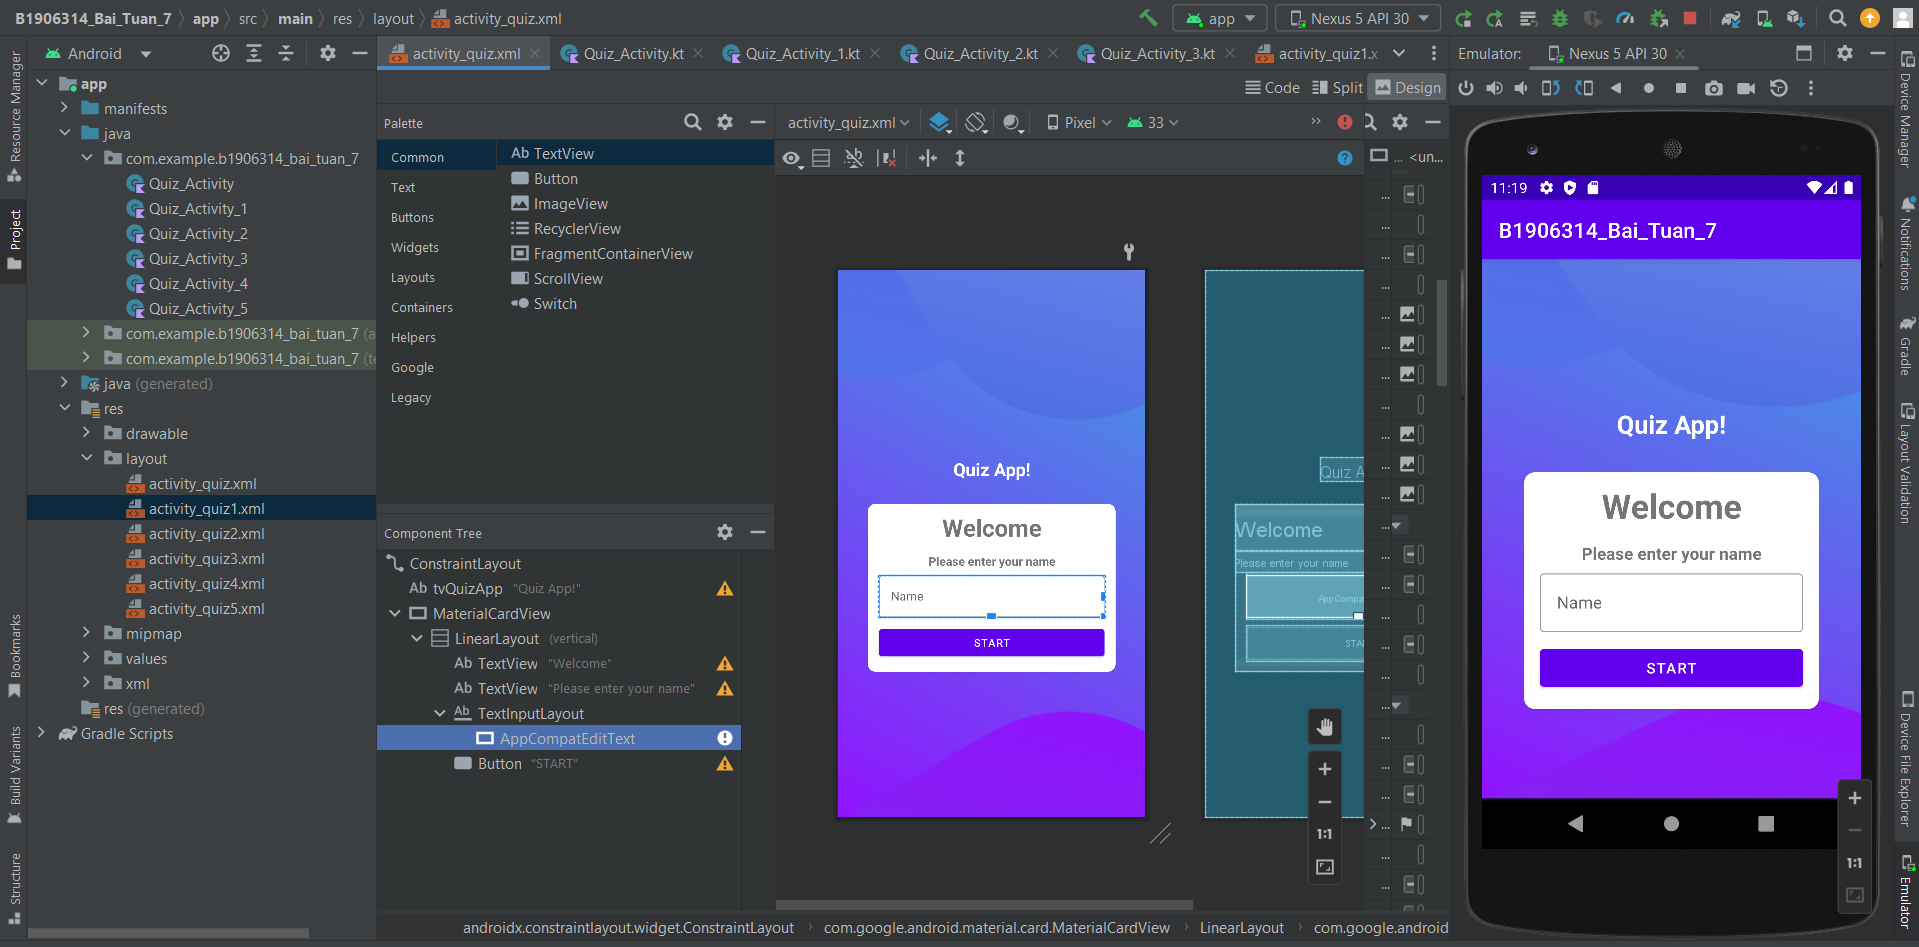 B1906314_Bai_Tuan_7 app src main res layout activity_quiz.xml
app
Nexus 5 API 30
Android
activity_quiz.xml
Quiz_Activity.kt
Quiz_Activity_1.kt
Quiz_Activity_2.kt
Quiz_Activity_3.kt
activity_quiz1.x
Emulator:
Nexus 5 API 30
Code
Split
Design
Resource Manager
Project
Bookmarks
Build Variants
Structure
app
manifests
java
com.example.b1906314_bai_tuan_7
Quiz_Activity
Quiz_Activity_1
Quiz_Activity_2
Quiz_Activity_3
Quiz_Activity_4
Quiz_Activity_5
com.example.b1906314_bai_tuan_7 (a
com.example.b1906314_bai_tuan_7 (te
java (generated)
res
drawable
layout
activity_quiz.xml
activity_quiz1.xml
activity_quiz2.xml
activity_quiz3.xml
activity_quiz4.xml
activity_quiz5.xml
mipmap
values
xml
res (generated)
Gradle Scripts
Palette
Common
Text
Buttons
Widgets
Layouts
Containers
Helpers
Google
Legacy
Ab TextView
Button
ImageView
RecyclerView
FragmentContainerView
ScrollView
Switch
Component Tree
ConstraintLayout
Ab tvQuizApp "Quiz App!"
MaterialCardView
LinearLayout (vertical)
Ab TextView "Welcome"
Ab TextView "Please enter your name"
Ab TextInputLayout
AppCompatEditText
Button "START"
activity_quiz.xml
Pixel
33
... <un...
Quiz App!
Welcome
Please enter your name
Name
START
Quiz A
Welcome
Please enter your name
AppCompa
STA
1:1
androidx.constraintlayout.widget.ConstraintLayout
com.google.android.material.card.MaterialCardView
LinearLayout
com.google.android
11:19
B1906314_Bai_Tuan_7
Quiz App!
Welcome
Please enter your name
Name
START
1:1
Device Manager
Notifications
Gradle
Layout Validation
Device File Explorer
Emulator